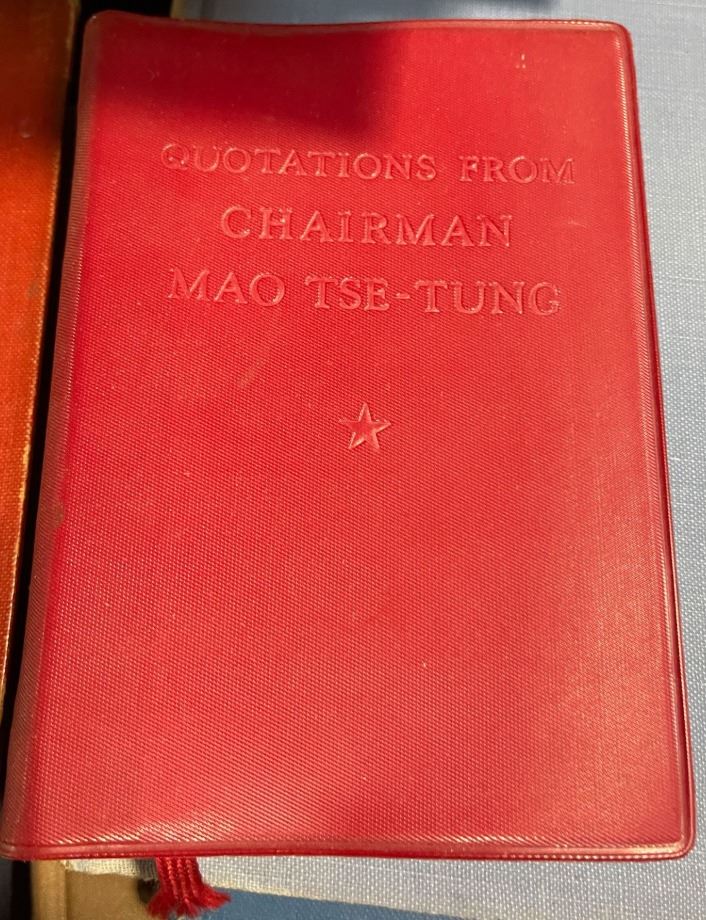 QUOTATIONS FROM
CHAIRMAN
MAO TSE-TUNG